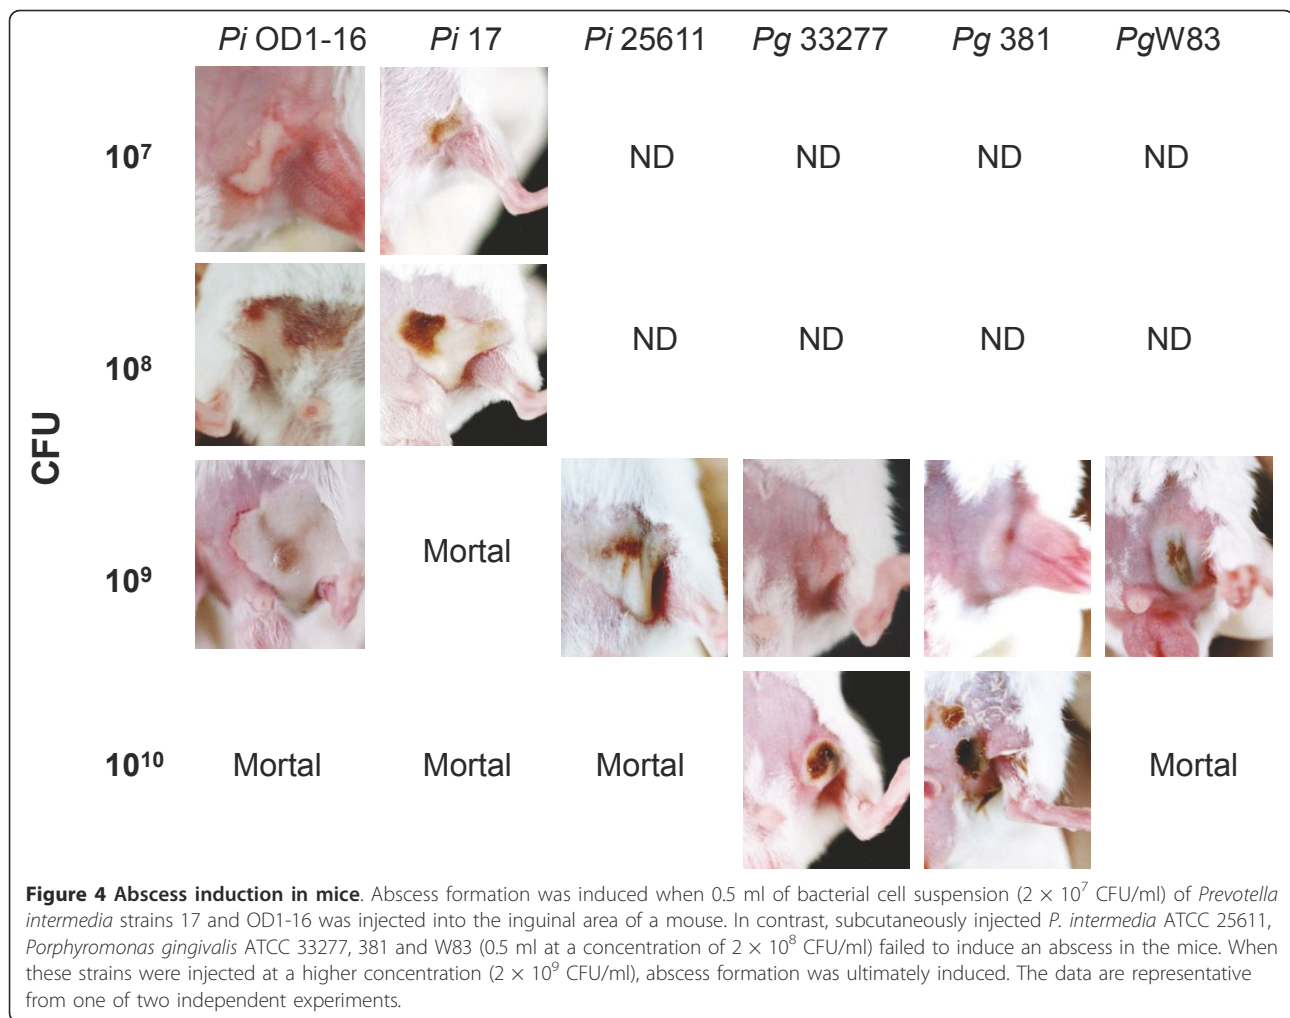 Pi OD1-16 Pi 17 Pi 25611 Pg 33277 Pg 381 PgW83
10⁷ ND ND ND ND
10⁸ ND ND ND ND
CFU
10⁹ Mortal
10¹⁰ Mortal Mortal Mortal Mortal
Figure 4 Abscess induction in mice. Abscess formation was induced when 0.5 ml of bacterial cell suspension (2 × 10⁷ CFU/ml) of Prevotella
intermedia strains 17 and OD1-16 was injected into the inguinal area of a mouse. In contrast, subcutaneously injected P. intermedia ATCC 25611,
Porphyromonas gingivalis ATCC 33277, 381 and W83 (0.5 ml at a concentration of 2 × 10⁸ CFU/ml) failed to induce an abscess in the mice. When
these strains were injected at a higher concentration (2 × 10⁹ CFU/ml), abscess formation was ultimately induced. The data are representative
from one of two independent experiments.